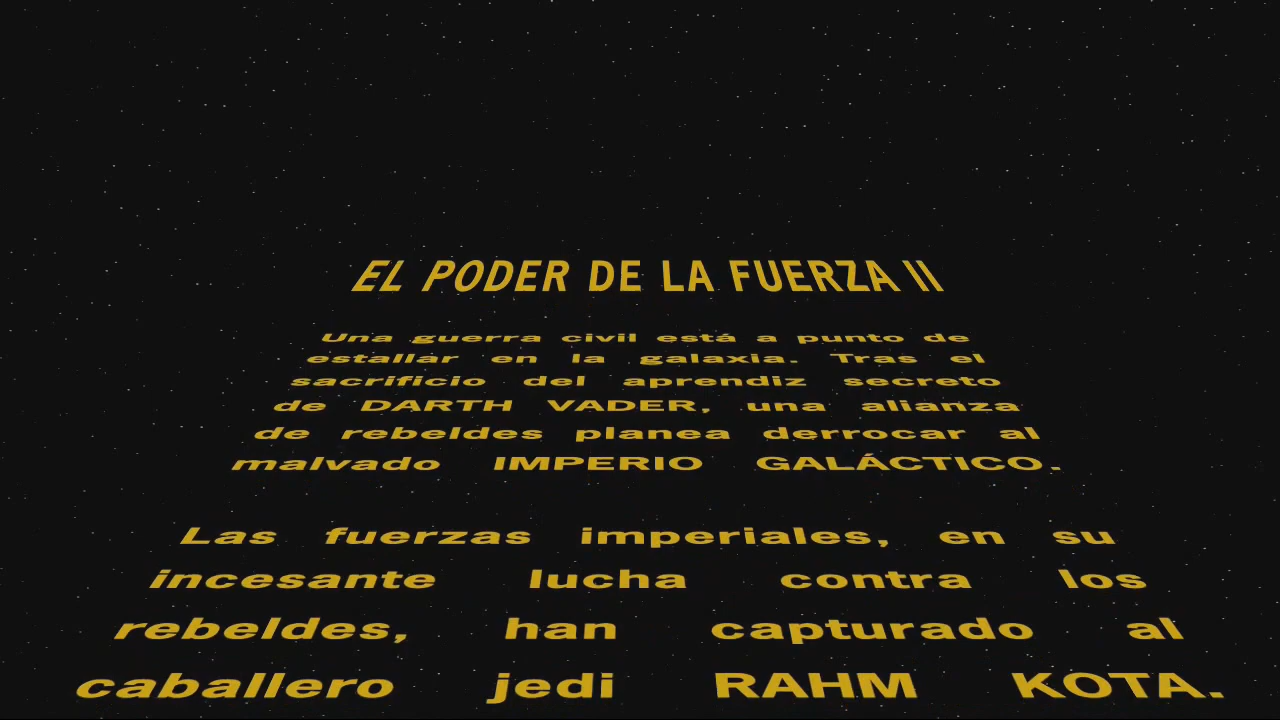 EL PODER DE LA FUERZA II
Una guerra civil está a punto de
estallar en la galaxia. Tras el
sacrificio del aprendiz secreto
de DARTH VADER, una alianza
de rebeldes planea derrocar al
malvado IMPERIO GALÁCTICO.
Las fuerzas imperiales, en su
incesante lucha contra los
rebeldes, han capturado al
caballero jedi RAHM KOTA.